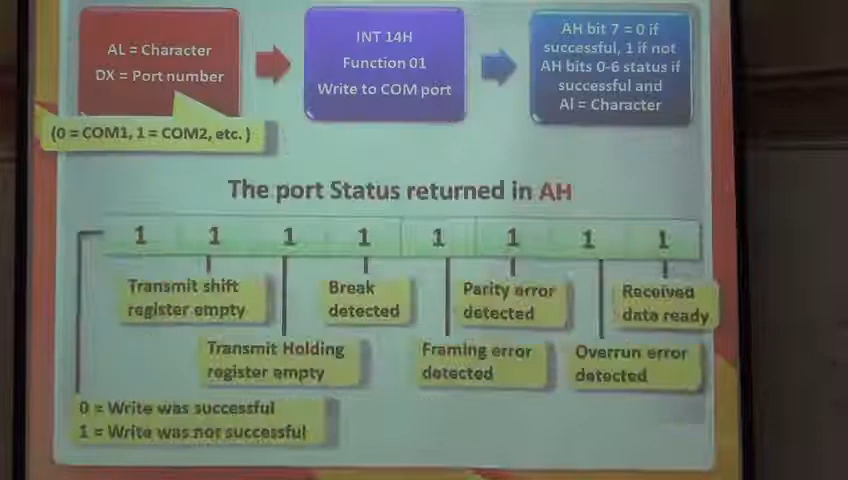 AL = Character
DX = Port number
INT 14H
Function 01
Write to COM port
AH bit 7 = 0 if
successful, 1 if not
AH bits 0-6 status if
successful and
Al = Character
(0 = COM1, 1 = COM2, etc. )
The port Status returned in AH
1 1 1 1 1 1 1 1
Transmit shift
register empty
Break
detected
Parity error
detected
Received
data ready
Transmit Holding
register empty
Framing error
detected
Overrun error
detected
0 = Write was successful
1 = Write was not successful